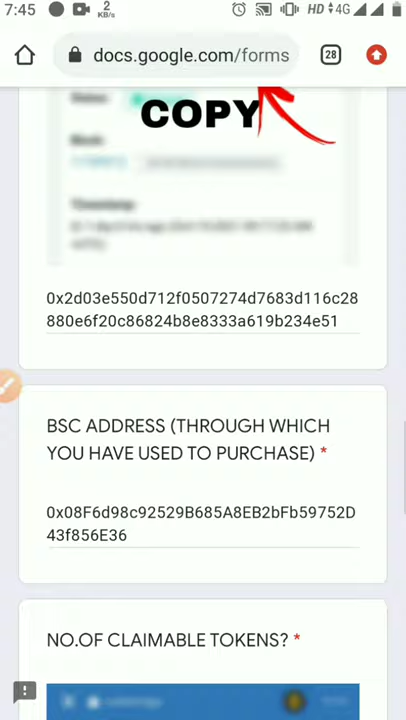 7:45
2
KB/s
HD
4G
docs.google.com/forms
28
COPY
0x2d03e550d712f0507274d7683d116c28
880e6f20c86824b8e8333a619b234e51
BSC ADDRESS (THROUGH WHICH
YOU HAVE USED TO PURCHASE) *
0x08F6d98c92529B685A8EB2bFb59752D
43f856E36
NO.OF CLAIMABLE TOKENS? *